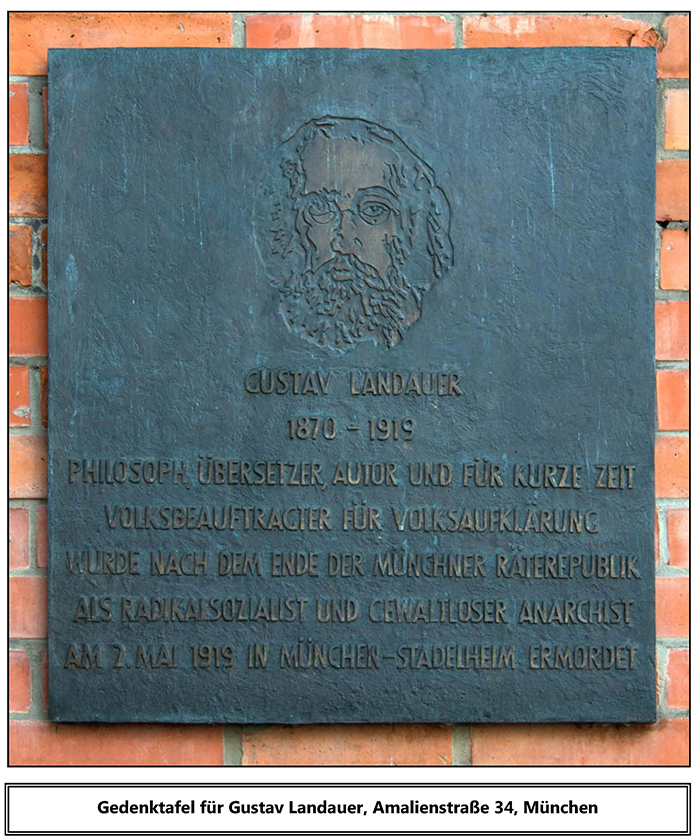 GUSTAV LANDAUER
1870 – 1919
PHILOSOPH, ÜBERSETZER, AUTOR UND FÜR KURZE ZEIT
VOLKSBEAUFTRAGTER FÜR VOLKSAUFKLÄRUNG
WURDE NACH DEM ENDE DER MÜNCHNER RÄTEREPUBLIK
ALS RADIKALSOZIALIST UND GEWALTLOSER ANARCHIST
AM 2. MAI 1919 IN MÜNCHEN-STADELHEIM ERMORDET
Gedenktafel für Gustav Landauer, Amalienstraße 34, München